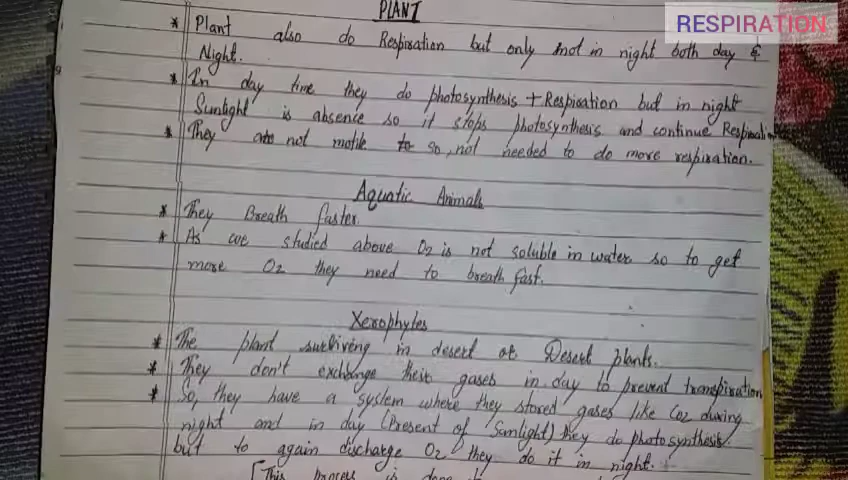 PLANT
RESPIRATION
* Plant also do Respiration but only not in night both day &
Night.
* In day time they do photosynthesis + Respiration but in night
Sunlight is absence so it stops photosynthesis and continue Respiration
* They are not motile to so, not needed to do more respiration.
Aquatic Animals
* They Breath faster.
* As we studied above O2 is not soluble in water so to get
more O2 they need to breath fast.
Xerophytes
* The plant surviving in desert or Desert plants.
* They don't exchange their gases in day to prevent transpiration
* So, they have a system where they stored gases like CO2 during
night and in day (Present of Sunlight) they do photosynthesis.
but to again discharge O2 they do it in night.
[This process is